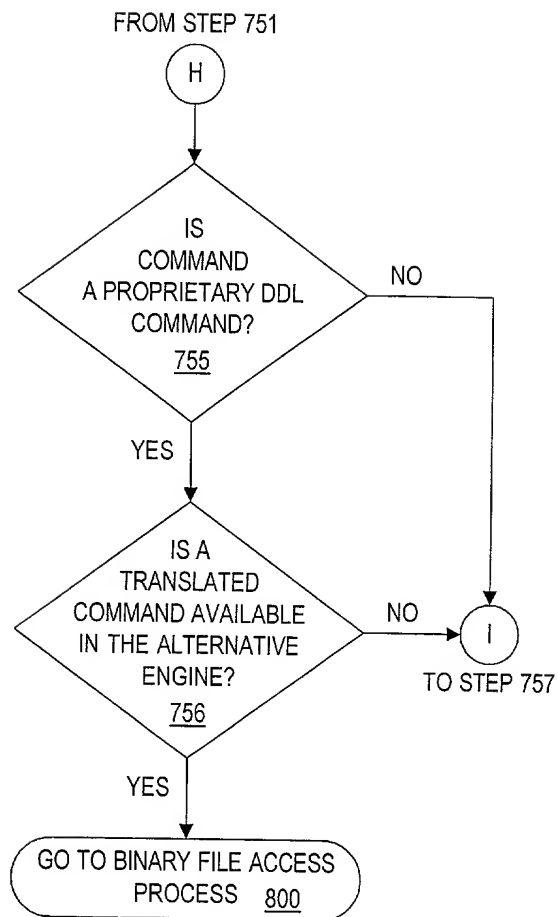 FROM STEP 751
H
IS
COMMAND
A PROPRIETARY DDL
COMMAND?
755
NO
YES
IS A
TRANSLATED
COMMAND AVAILABLE
IN THE ALTERNATIVE
ENGINE?
756
NO
I
TO STEP 757
YES
GO TO BINARY FILE ACCESS
PROCESS 800